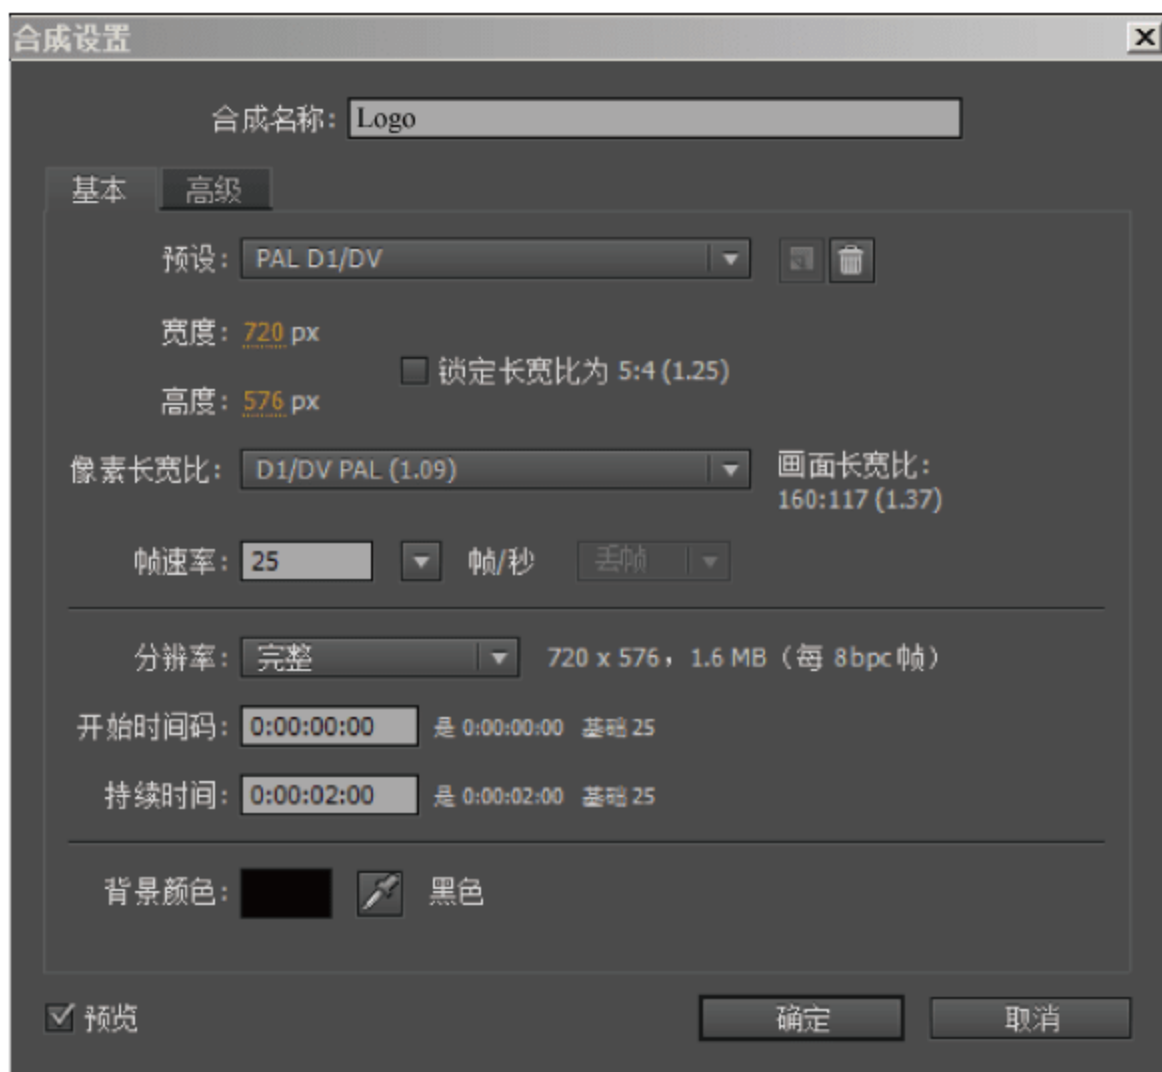 合成设置
合成名称: Logo
基本 高级
预设: PAL D1/DV
宽度: 720 px
锁定长宽比为 5:4 (1.25)
高度: 576 px
像素长宽比: D1/DV PAL (1.09) 画面长宽比:
160:117 (1.37)
帧速率: 25 帧/秒 丢帧
分辨率: 完整 720 x 576，1.6 MB（每 8bpc帧）
开始时间码: 0:00:00:00 是 0:00:00:00 基础 25
持续时间: 0:00:02:00 是 0:00:02:00 基础 25
背景颜色: 黑色
预览 确定 取消